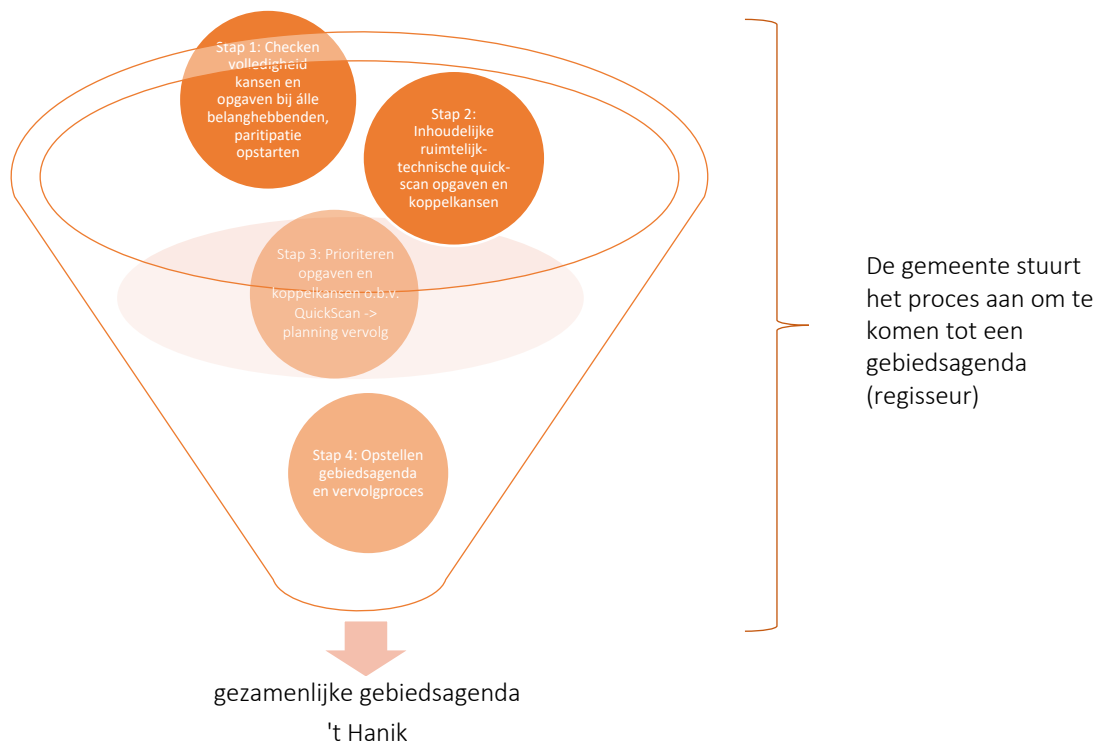 Stap 1: Checken
volledigheid
kansen en
opgaven bij álle
belanghebbenden,
paritipatie
opstarten
Stap 2:
Inhoudelijke
ruimtelijk-
technische quick-
scan opgaven en
koppelkansen
Stap 3: Prioriteren
opgaven en
koppelkansen o.b.v.
QuickScan ->
planning vervolg
Stap 4: Opstellen
gebiedsagenda
en vervolgproces
De gemeente stuurt
het proces aan om te
komen tot een
gebiedsagenda
(regisseur)
gezamenlijke gebiedsagenda
't Hanik